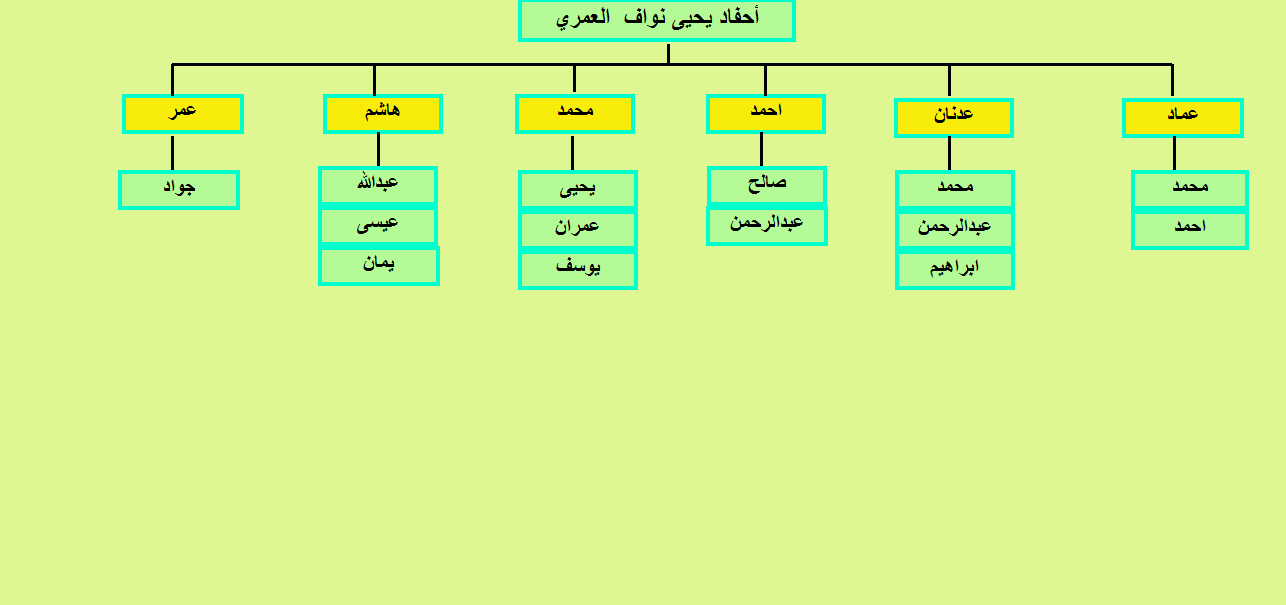 أحفاد يحيى نواف العمري
عماد
عدنان
احمد
محمد
هاشم
عمر
محمد
احمد
محمد
عبدالرحمن
ابراهيم
صالح
عبدالرحمن
يحيى
عمران
يوسف
عبدالله
عيسى
يمان
جواد